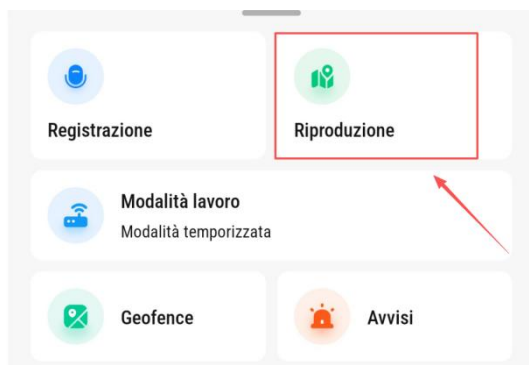 Registrazione
Riproduzione
Modalità lavoro
Modalità temporizzata
Geofence
Avvisi